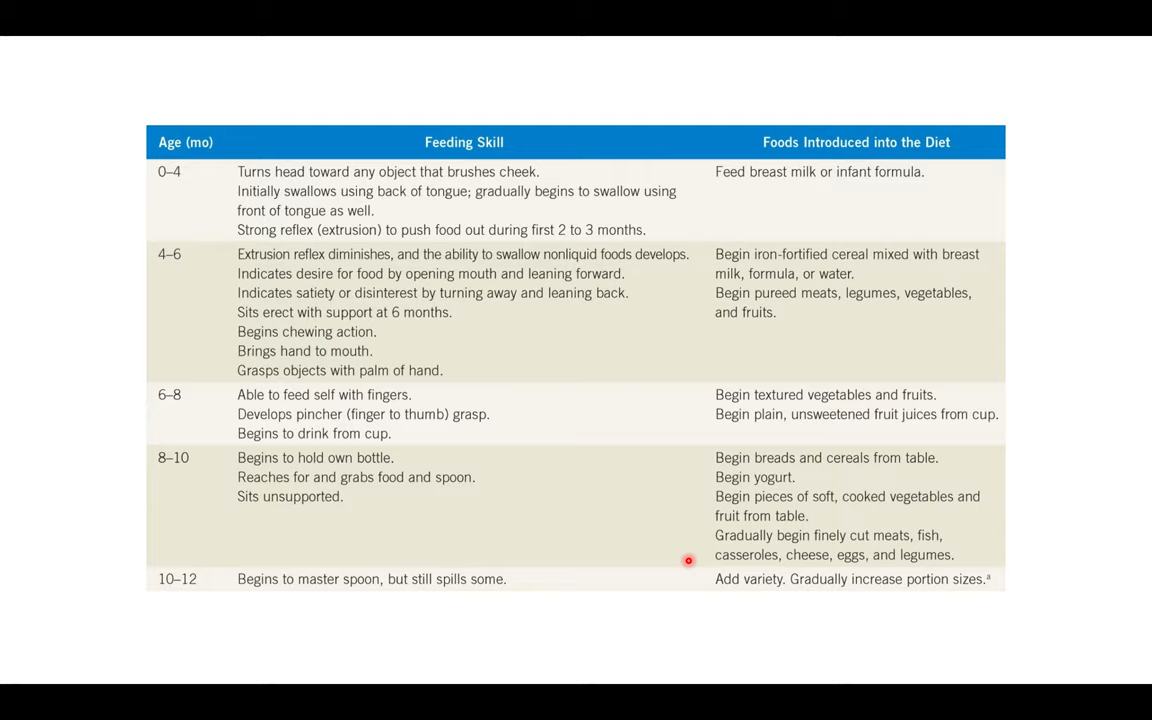 Age (mo) Feeding Skill Foods Introduced into the Diet
0–4 Turns head toward any object that brushes cheek. Feed breast milk or infant formula.
Initially swallows using back of tongue; gradually begins to swallow using
front of tongue as well.
Strong reflex (extrusion) to push food out during first 2 to 3 months.
4–6 Extrusion reflex diminishes, and the ability to swallow nonliquid foods develops. Begin iron-fortified cereal mixed with breast
Indicates desire for food by opening mouth and leaning forward. milk, formula, or water.
Indicates satiety or disinterest by turning away and leaning back. Begin pureed meats, legumes, vegetables,
Sits erect with support at 6 months. and fruits.
Begins chewing action.
Brings hand to mouth.
Grasps objects with palm of hand.
6–8 Able to feed self with fingers. Begin textured vegetables and fruits.
Develops pincher (finger to thumb) grasp. Begin plain, unsweetened fruit juices from cup.
Begins to drink from cup.
8–10 Begins to hold own bottle. Begin breads and cereals from table.
Reaches for and grabs food and spoon. Begin yogurt.
Sits unsupported. Begin pieces of soft, cooked vegetables and
fruit from table.
Gradually begin finely cut meats, fish,
casseroles, cheese, eggs, and legumes.
10–12 Begins to master spoon, but still spills some. Add variety. Gradually increase portion sizes.ᵃ